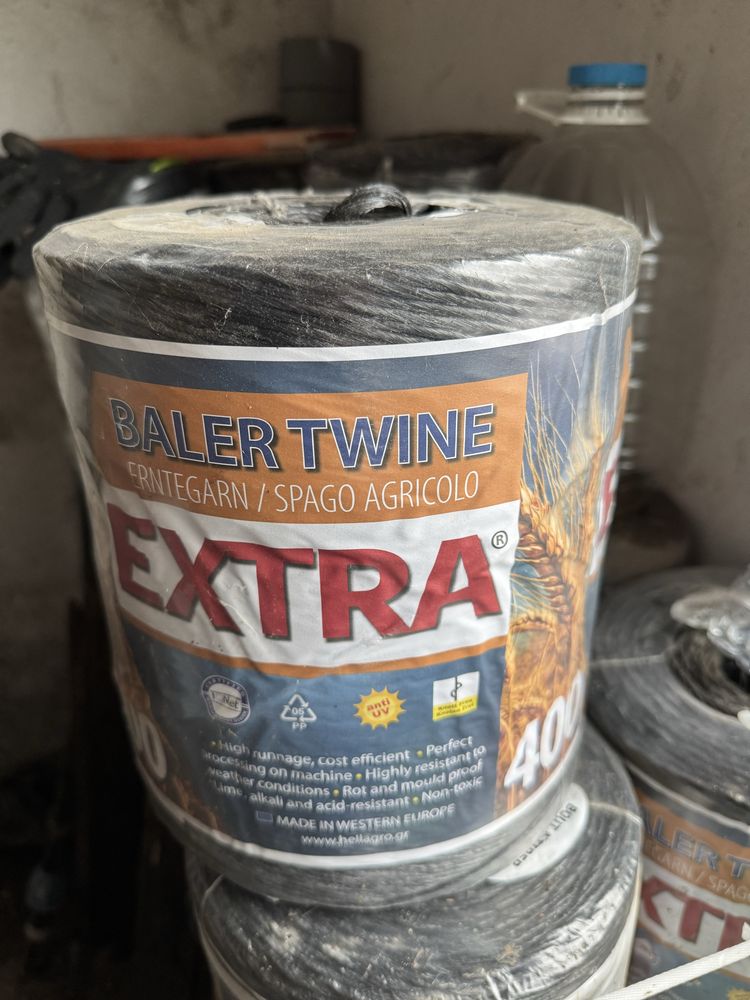 BALER TWINE
ERNTEGARN / SPAGO AGRICOLO
EXTRA®
05
PP
anti
UV
400
• High runnage, cost efficient • Perfect
processing on machine • Highly resistant to
weather conditions • Rot and mould proof
Lime, alkali and acid-resistant • Non-toxic
MADE IN WESTERN EUROPE
www.hellagro.gr